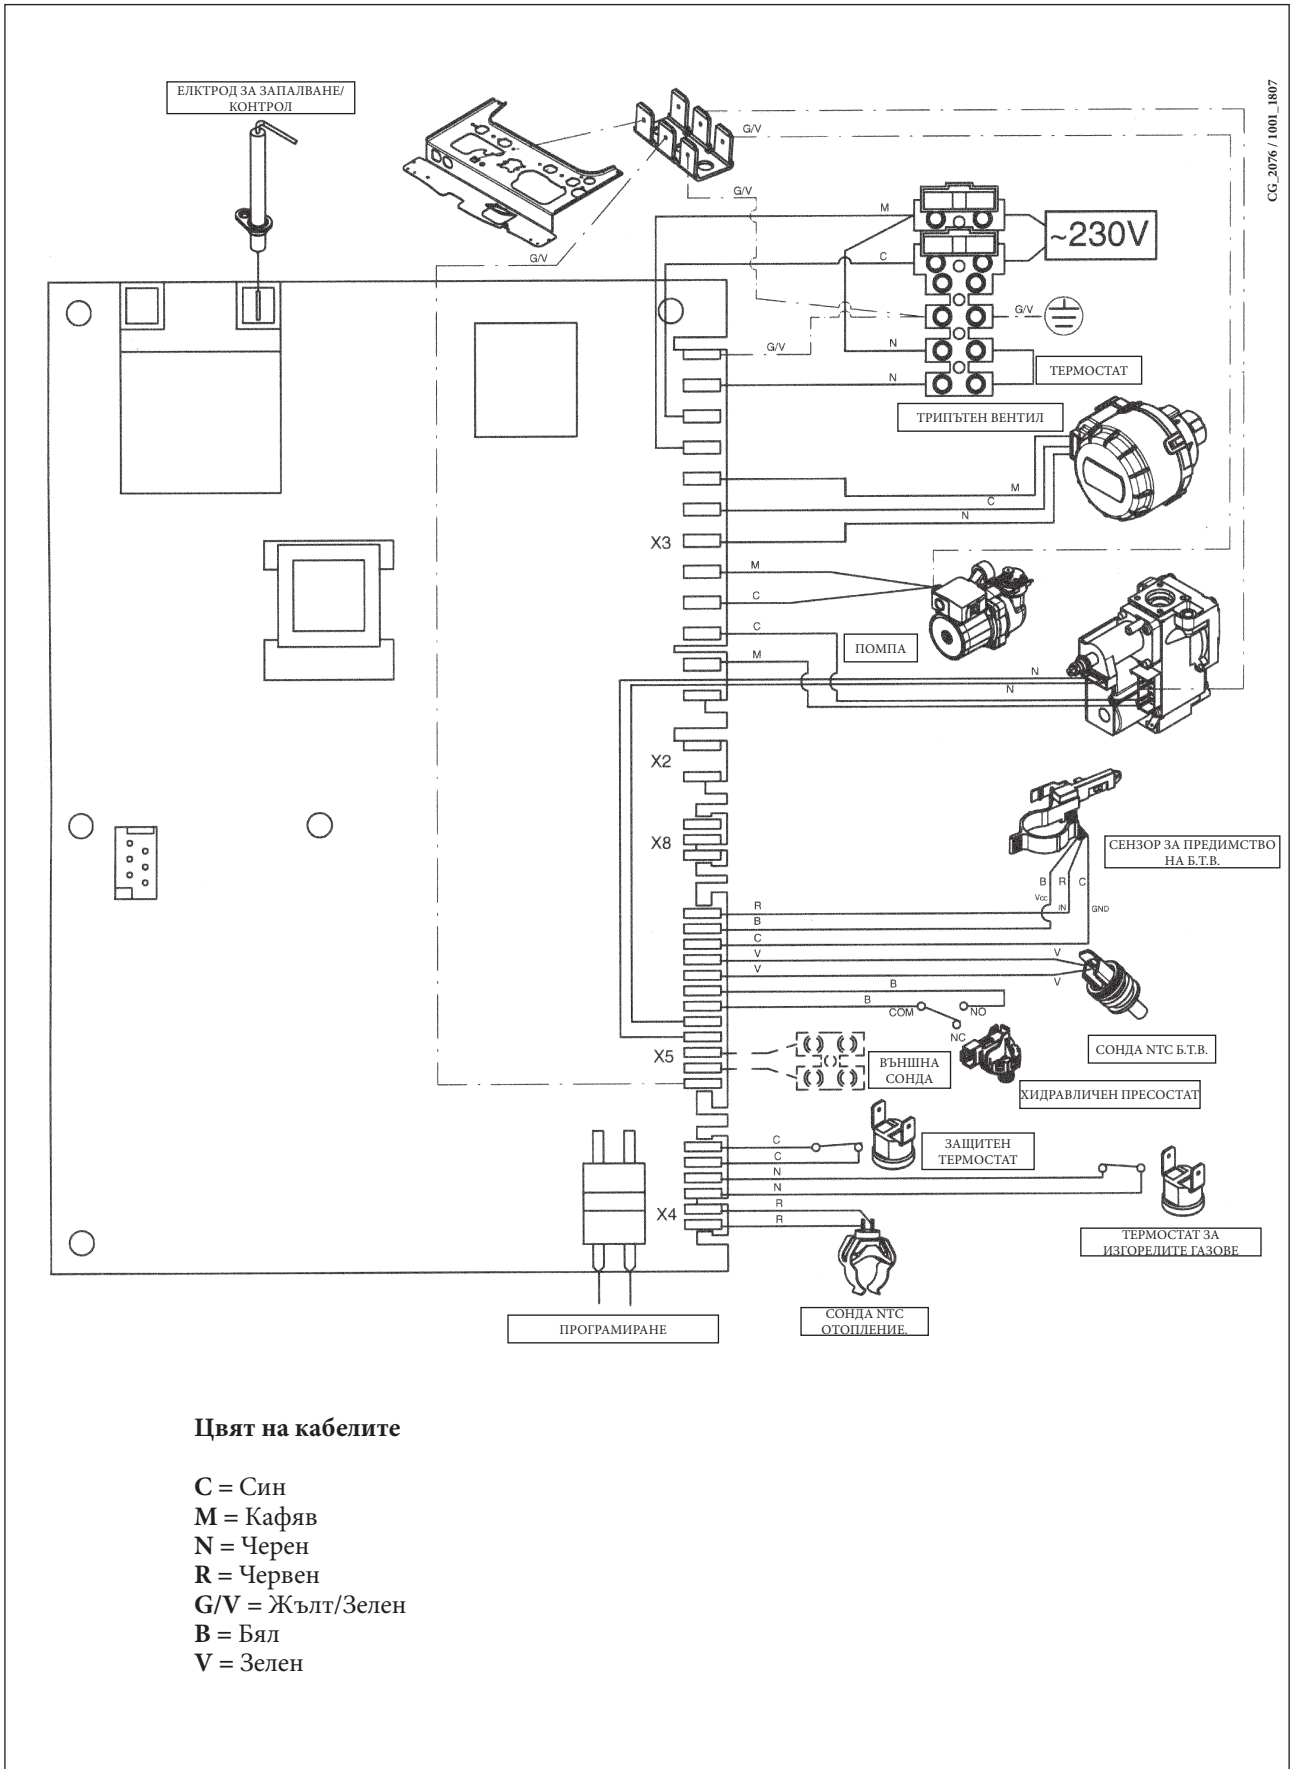 CG_2076 / 1001_1807
ЕЛКТРОД ЗА ЗАПАЛВАНЕ/
КОНТРОЛ
G/V
G/V
M
~230V
C
G/V
G/V
G/V
N
ТЕРМОСТАТ
N
ТРИПЪТЕН ВЕНТИЛ
M
C
N
X3
M
C
C
ПОМПА
M
N
N
X2
X8
СЕНЗОР ЗА ПРЕДИМСТВО
НА Б.Т.В.
B R C
Vcc
IN
GND
R
B
C
V
V
V
V
B
B
COM
NO
NC
СОНДА NTC Б.Т.В.
X5
ВЪНШНА
СОНДА
ХИДРАВЛИЧЕН ПРЕСОСТАТ
C
C
ЗАЩИТЕН
ТЕРМОСТАТ
N
N
R
X4
R
ТЕРМОСТАТ ЗА
ИЗГОРЕЛИТЕ ГАЗОВЕ
СОНДА NTC
ОТОПЛЕНИЕ.
ПРОГРАМИРАНЕ
Цвят на кабелите
C = Син
M = Кафяв
N = Черен
R = Червен
G/V = Жълт/Зелен
B = Бял
V = Зелен